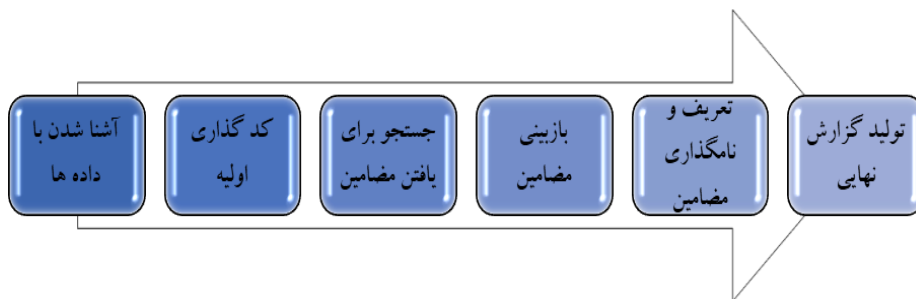 آشنا شدن با
داده ها
کد گذاری
اولیه
جستجو برای
یافتن مضامین
بازبینی
مضامین
تعریف و
نامگذاری
مضامین
تولید گزارش
نهایی